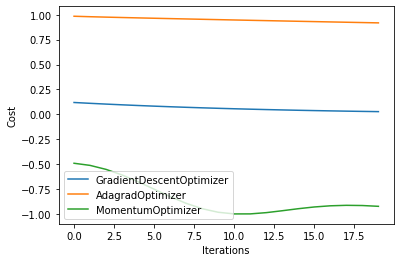 1.00
0.75
0.50
0.25
0.00
−0.25
−0.50
−0.75
−1.00
Cost
GradientDescentOptimizer
AdagradOptimizer
MomentumOptimizer
0.0 2.5 5.0 7.5 10.0 12.5 15.0 17.5
Iterations